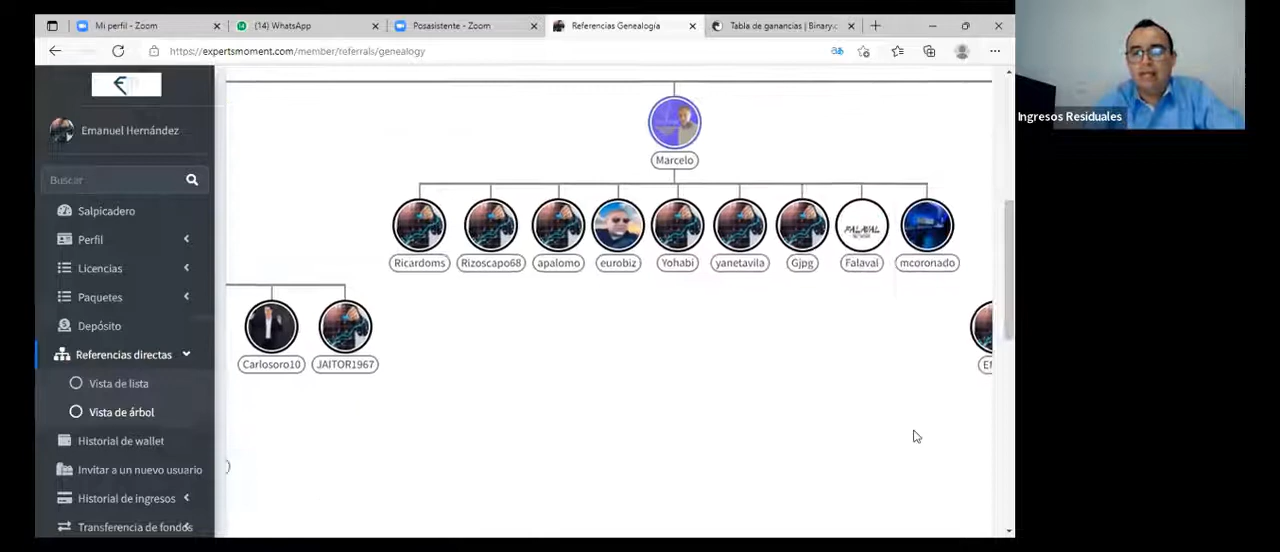 Mi perfil - Zoom
(14) WhatsApp
Posasistente - Zoom
Referencias Genealogía
Tabla de ganancias | Binary.c
https://expertsmoment.com/member/referrals/genealogy
Ingresos Residuales
Emanuel Hernández
Buscar
Salpicadero
Perfil
Licencias
Paquetes
Depósito
Referencias directas
Vista de lista
Vista de árbol
Historial de wallet
Invitar a un nuevo usuario
Historial de ingresos
Transferencia de fondos
Marcelo
FALAVAL
Ricardoms
Rizoscapo68
apalomo
eurobiz
Yohabi
yanetavila
Gjpg
Falaval
mcoronado
Carlosoro10
JAITOR1967